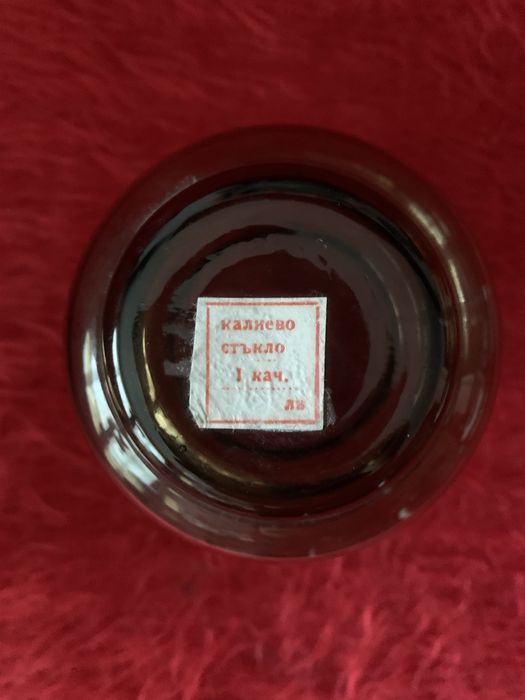 калиево
стъкло
I кач.
лв